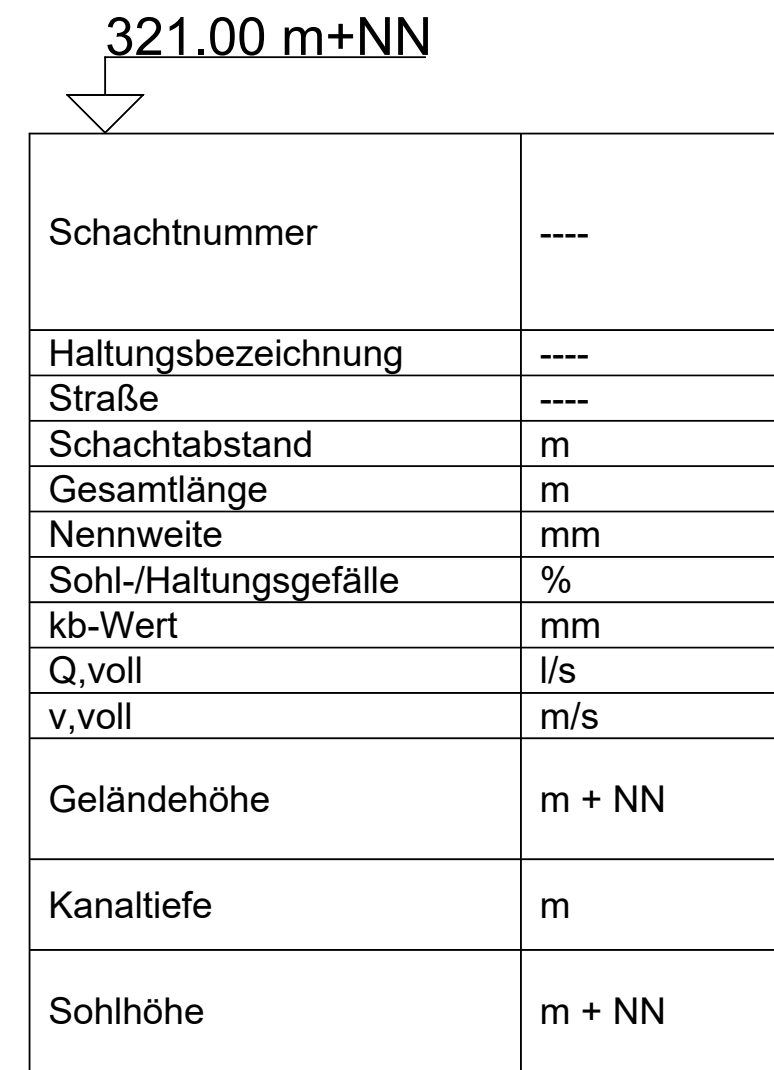 321.00 m+NN
Schachtnummer ----
Haltungsbezeichnung ----
Straße ----
Schachtabstand m
Gesamtlänge m
Nennweite mm
Sohl-/Haltungsgefälle %
kb-Wert mm
Q,voll l/s
v,voll m/s
Geländehöhe m + NN
Kanaltiefe m
Sohlhöhe m + NN